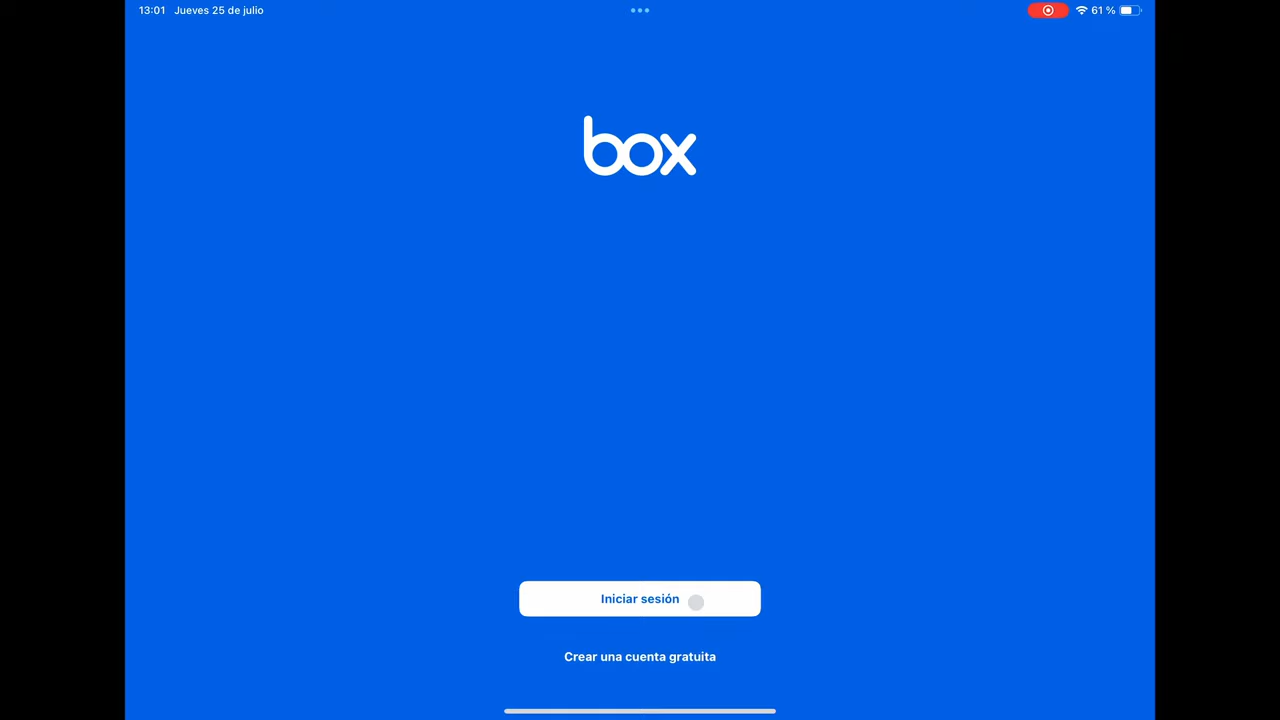 13:01 Jueves 25 de julio 61 %
box
Iniciar sesión
Crear una cuenta gratuita